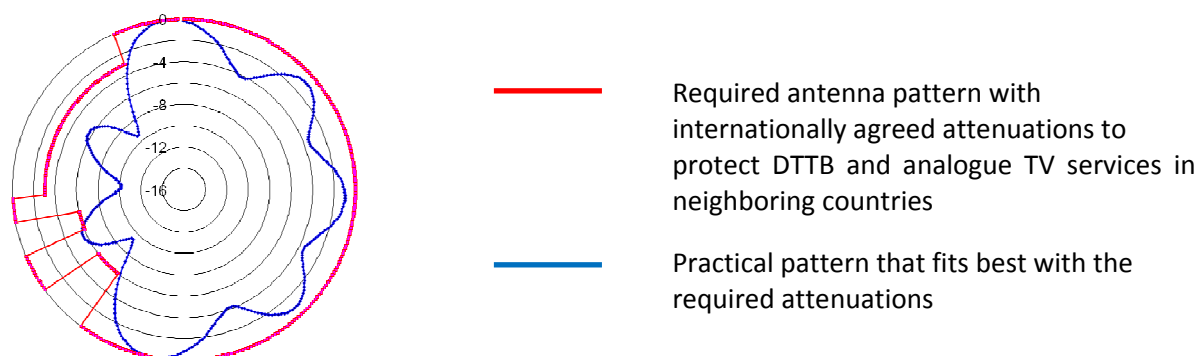 0
-4
-8
-12
-16
Required antenna pattern with
internationally agreed attenuations to
protect DTTB and analogue TV services in
neighboring countries
Practical pattern that fits best with the
required attenuations